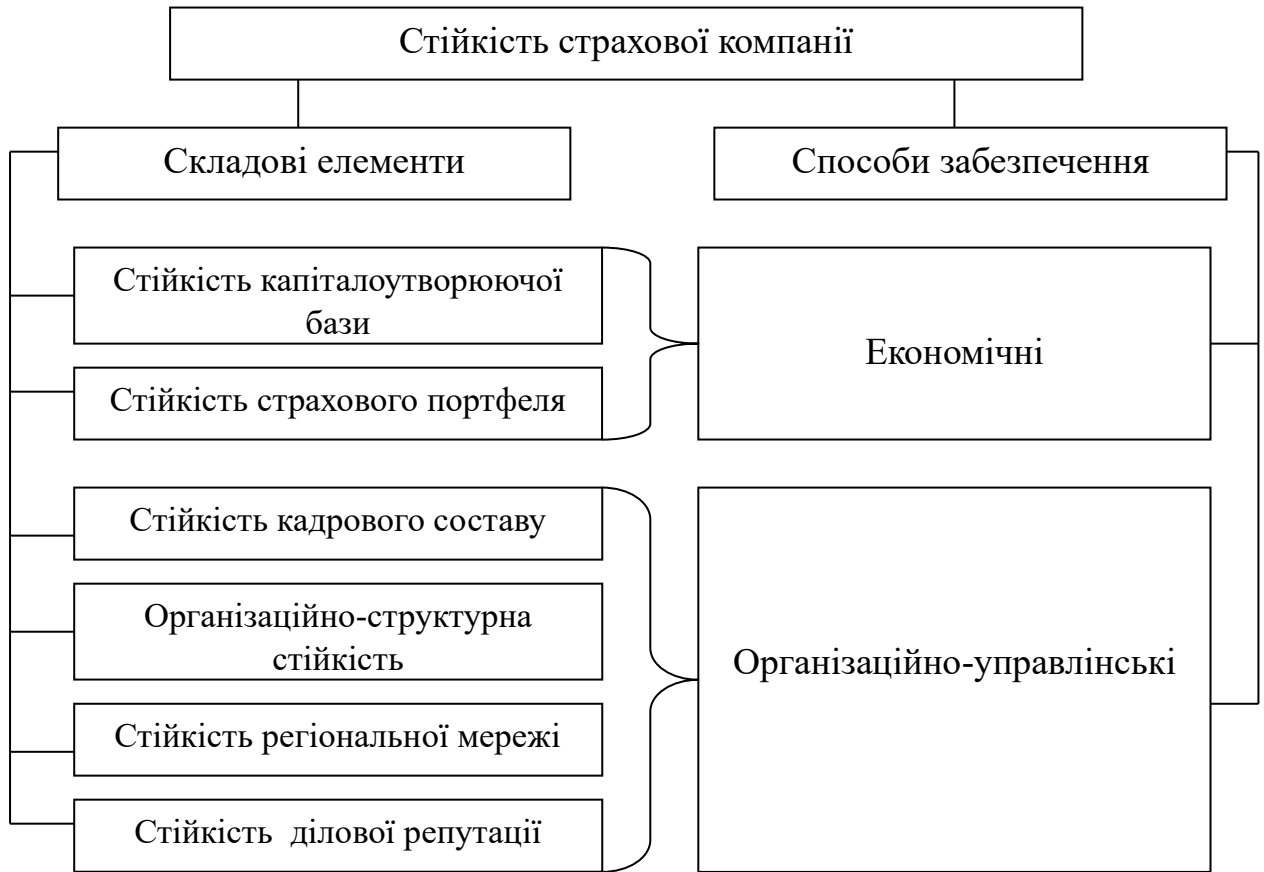 Стійкість страхової компанії
Складові елементи
Способи забезпечення
Стійкість капіталоутворюючої
бази
Економічні
Стійкість страхового портфеля
Стійкість кадрового составу
Організаційно-структурна
стійкість
Організаційно-управлінські
Стійкість регіональної мережі
Стійкість ділової репутації